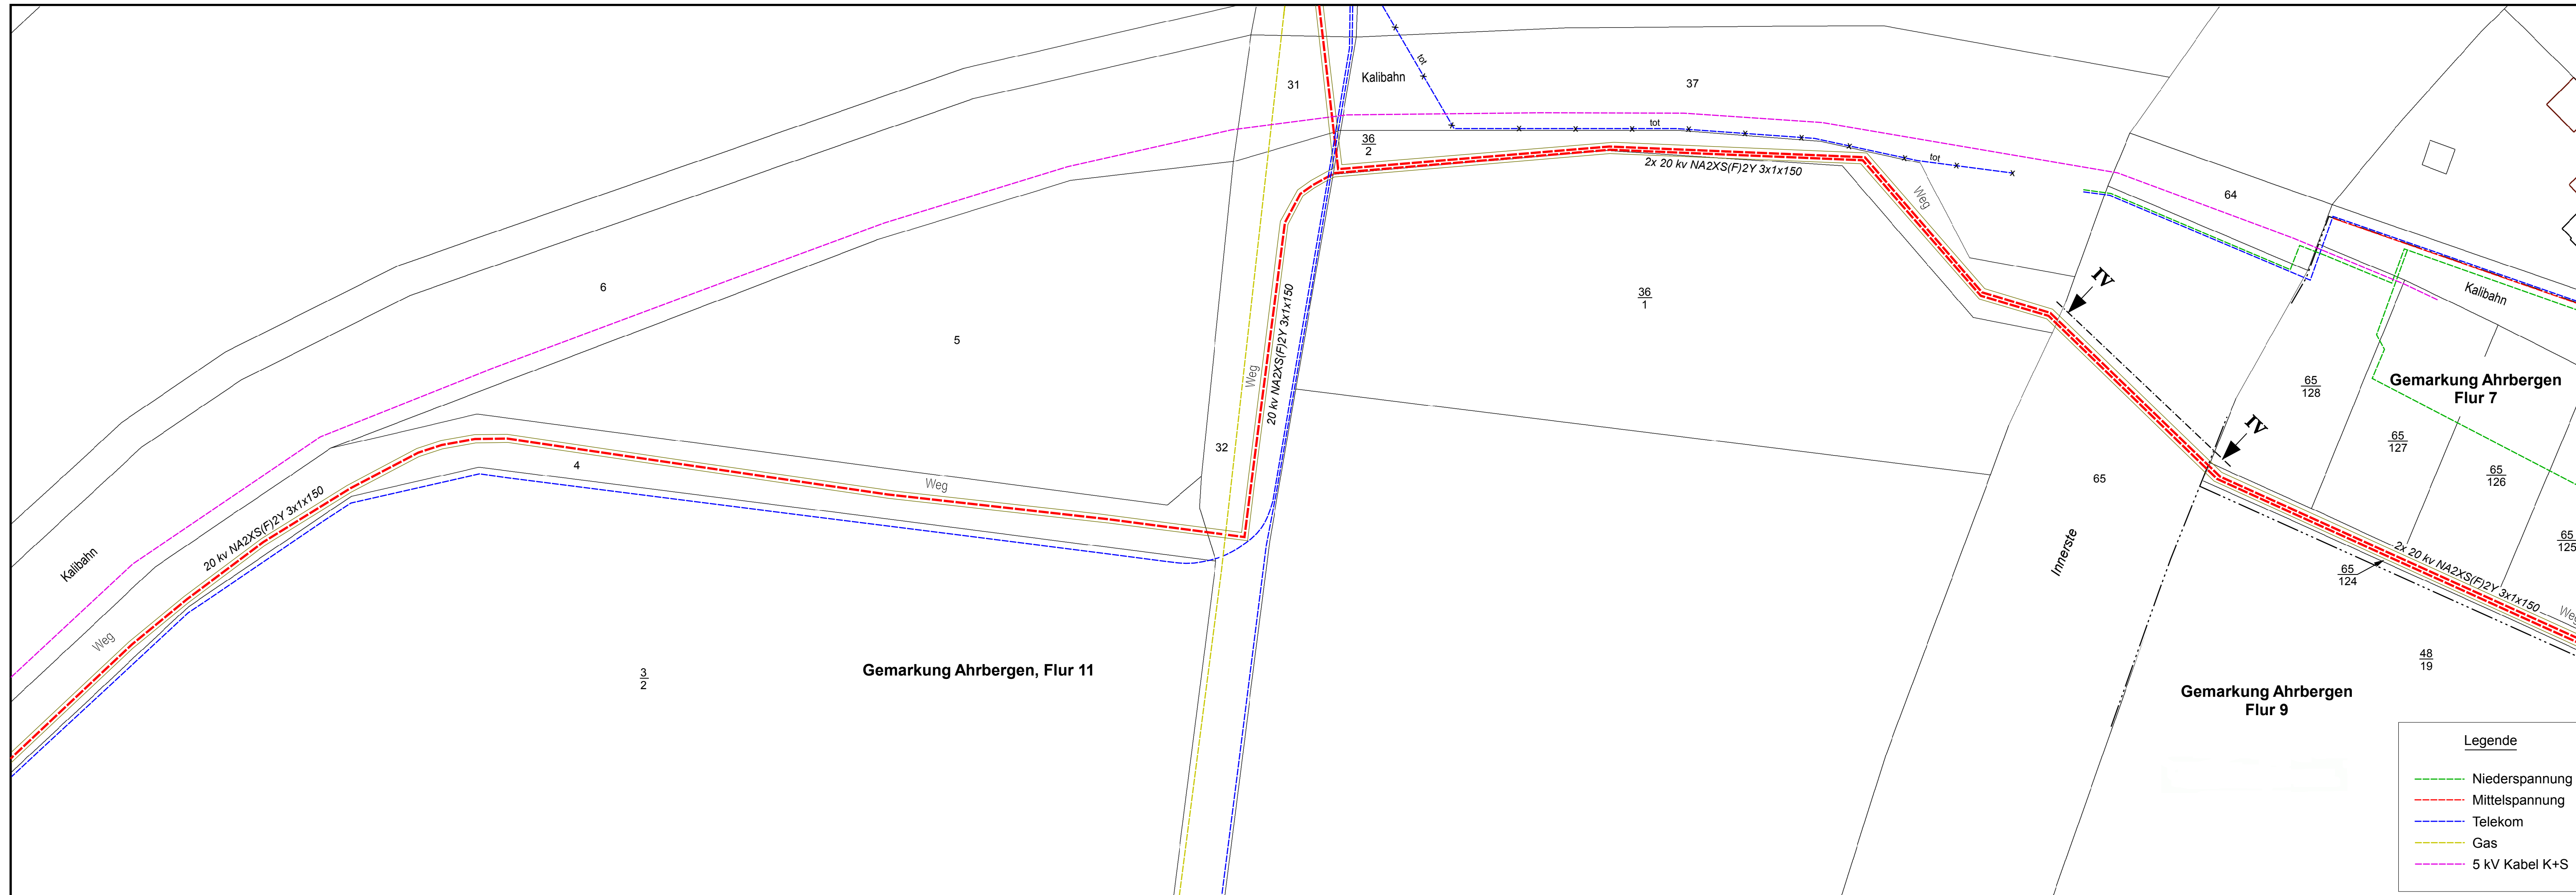 tot
Kalibahn
31
37
tot
36
2
tot
2x 20 kv NA2XS(F)2Y 3x1x150
Weg
64
IV
Kalibahn
6
36
1
5
20 kv NA2XS(F)2Y 3x1x150
Weg
65
128
Gemarkung Ahrbergen
Flur 7
IV
65
127
32
4
Weg
65
65
126
20 kv NA2XS(F)2Y 3x1x150
Kalibahn
Innerste
65
125
2x 20 kv NA2XS(F)2Y 3x1x150
65
124
Weg
Weg
3
2
Gemarkung Ahrbergen, Flur 11
48
19
Gemarkung Ahrbergen
Flur 9
Legende
Niederspannung
Mittelspannung
Telekom
Gas
5 kV Kabel K+S